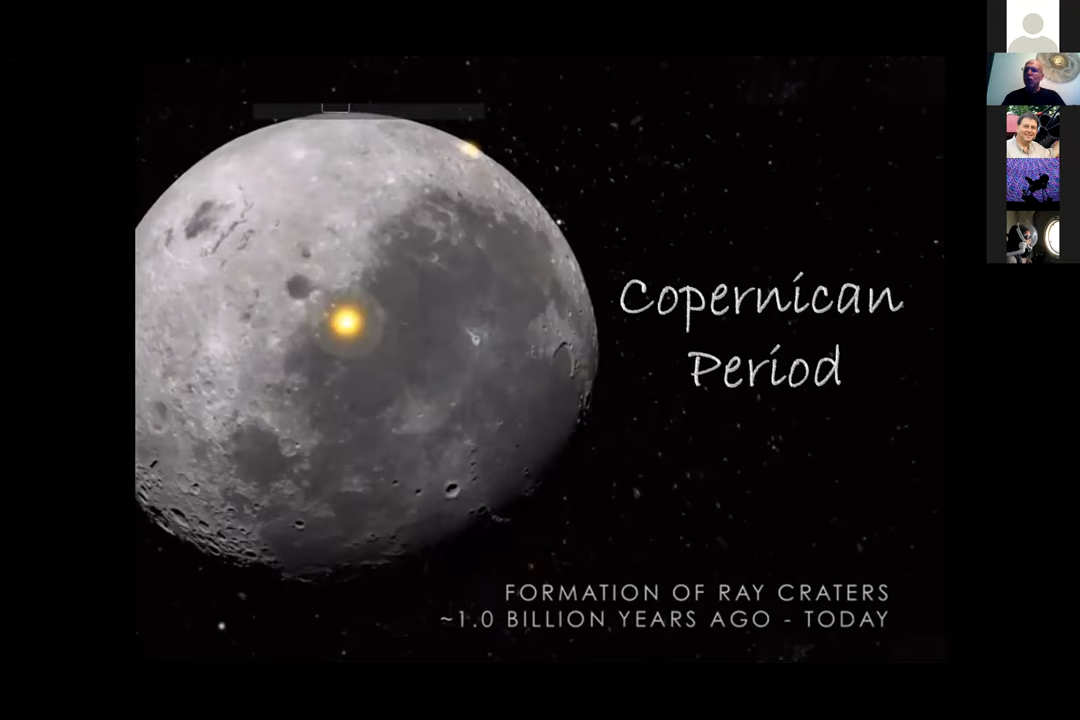 Copernican
Period
FORMATION OF RAY CRATERS
~1.0 BILLION YEARS AGO - TODAY